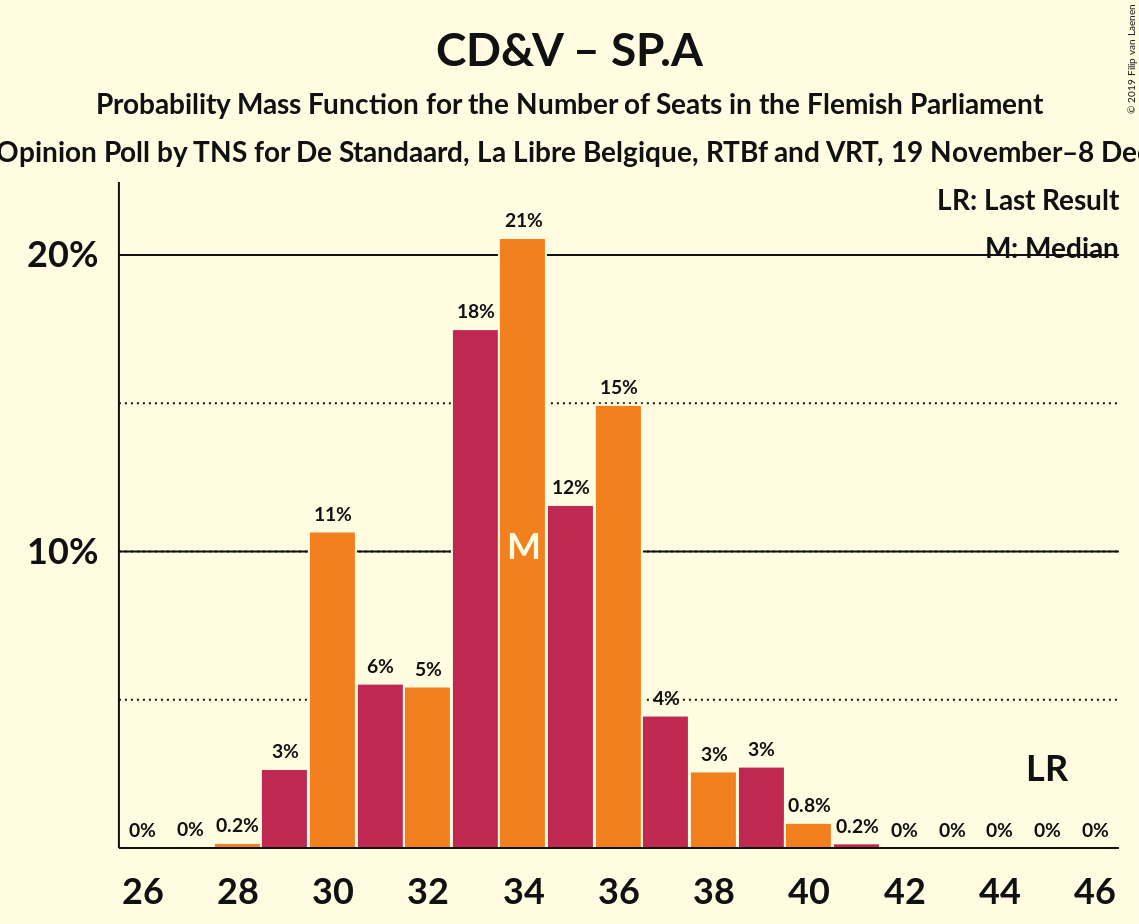 © 2019 Filip van Laenen
CD&V – SP.A
Probability Mass Function for the Number of Seats in the Flemish Parliament
Opinion Poll by TNS for De Standaard, La Libre Belgique, RTBf and VRT, 19 November–8
LR: Last Result
M: Median
21%
20%
18%
15%
12%
11%
M
10%
6%
5%
4%
3%
3%
3%
LR
0%
0%
0.2%
0.8%
0.2%
0%
0%
0%
0%
0%
26 28 30 32 34 36 38 40 42 44 46